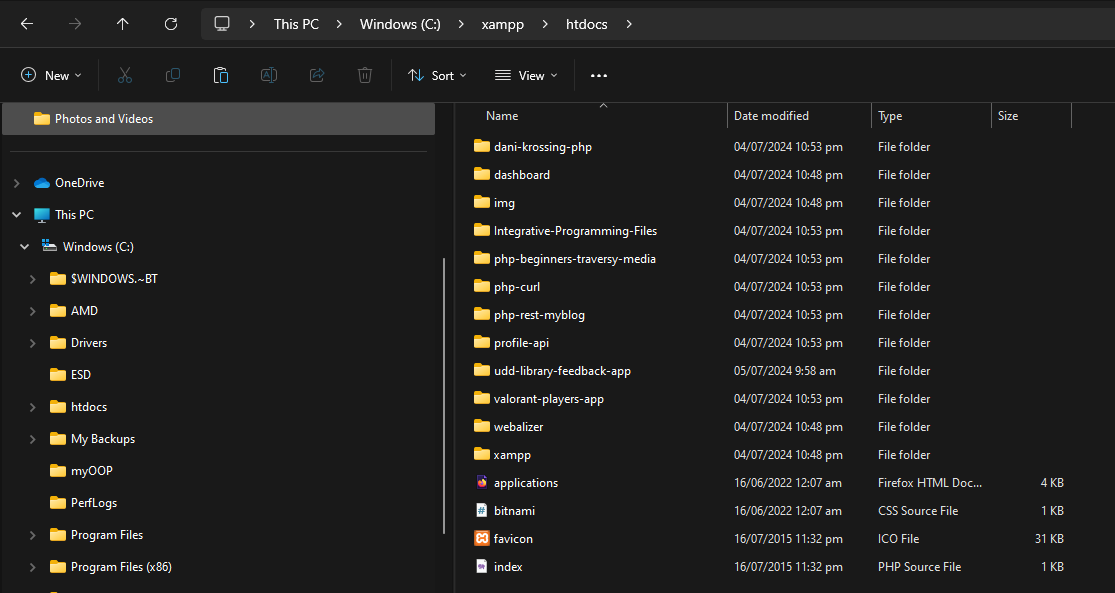 This PC Windows (C:) xampp htdocs
New Sort View
Photos and Videos
OneDrive
This PC
Windows (C:)
$WINDOWS.~BT
AMD
Drivers
ESD
htdocs
My Backups
myOOP
PerfLogs
Program Files
Program Files (x86)
Name Date modified Type Size
dani-krossing-php 04/07/2024 10:53 pm File folder
dashboard 04/07/2024 10:48 pm File folder
img 04/07/2024 10:48 pm File folder
Integrative-Programming-Files 04/07/2024 10:53 pm File folder
php-beginners-traversy-media 04/07/2024 10:53 pm File folder
php-curl 04/07/2024 10:53 pm File folder
php-rest-myblog 04/07/2024 10:53 pm File folder
profile-api 04/07/2024 10:53 pm File folder
udd-library-feedback-app 05/07/2024 9:58 am File folder
valorant-players-app 04/07/2024 10:53 pm File folder
webalizer 04/07/2024 10:48 pm File folder
xampp 04/07/2024 10:48 pm File folder
applications 16/06/2022 12:07 am Firefox HTML Doc... 4 KB
bitnami 16/06/2022 12:07 am CSS Source File 1 KB
favicon 16/07/2015 11:32 pm ICO File 31 KB
index 16/07/2015 11:32 pm PHP Source File 1 KB